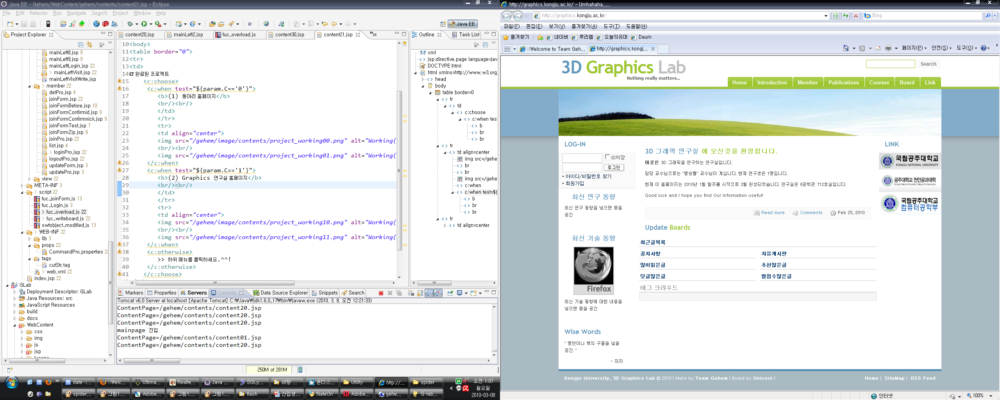 Java EE - Gehem/WebContent/gehem/contents/content21.jsp - Eclipse
File Edit Refactor Run Navigate Search Project Window Help
Java EE
Project Explorer
mainLeft8.jsp 9
mainLeft9.jsp 9
mainLeftLogin.jsp 22
> mainLeftVisit.jsp 22
mainLeftVisitWrite.jsp
> member 22
delPro.jsp 4
joinForm.jsp 22
joinFormBefore.jsp 10
joinFormConfirmid.jsp 9
joinFormConfirmnick.jsp 9
joinFormTest.jsp 7
joinFormZip.jsp 9
joinPro.jsp 22
list.jsp 4
> loginPro.jsp 22
logoutPro.jsp 22
updateForm.jsp 3
updatePro.jsp 3
> view 22
META-INF 3
> script 22
fuc_joinForm.js 13
fuc_Login.js 3
> fuc_overload.js 22
> fuc_writeboard.js 22
swfobject_modified.js 13
> WEB-INF 22
lib 3
props 22
CommandPro.properties
tags
cutStr.tag
> web.xml 22
index.jsp 22
GLab
Deployment Descriptor: GLab
Java Resources: src
JavaScript Resources
build
docs
WebContent
css
img
js
jsp
content20.jsp mainLeft2.jsp fuc_overload.js content30.jsp content21.jsp »25
10 <body>
11 <table border="0">
12 <tr>
13 <td>
14 ☞완료된 프로젝트
15 <c:choose>
16 <c:when test="${param.C=='0'}">
17 <b>(1) 동아리 홈페이지</b>
18 <br/><br/>
19 </td>
20 </tr>
21 <tr>
22 <td align="center">
23 <img src="/gehem/image/contents/project_working00.png" alt="Working(
24 <br/><br/>
25 <img src="/gehem/image/contents/project_working01.png" alt="Working(
26 </c:when>
27 <c:when test="${param.C=='1'}">
28 <b>(2) Graphics 연구실 홈페이지</b>
29 <br/><br/>
30 </td>
31 </tr>
32 <tr>
33 <td align="center">
34 <img src="/gehem/image/contents/project_working10.png" alt="Working(
35 <br/><br/>
36 <img src="/gehem/image/contents/project_working11.png" alt="Working(
37 </c:when>
38 <c:otherwise>
39 >> 하위 메뉴를 클릭하세요.^^!
40 </c:otherwise>
41 </c:choose>
Outline Task List
xml
jsp:directive.page language=jav
DOCTYPE:html
html xmlns=http://www.w3.org.
head
body
table border=0
tr
td
c:choose
c:when test
b
br
br
tr
td align=center
img src=/gehe
br
br
img src=/gehe
c:when
c:when test=${
b
br
br
tr
td align=center
Markers Properties Servers Console Data Source Explorer Snippets Search
Tomcat v6.0 Server at localhost [Apache Tomcat] C:₩Java₩jdk1.6.0_17₩bin₩javaw.exe (2010. 3. 8. 오전 12:21:33)
ContentPage=/gehem/contents/content20.jsp
ContentPage=/gehem/contents/content20.jsp
ContentPage=/gehem/contents/content20.jsp
mainpage 진입
ContentPage=/gehem/contents/content01.jsp
ContentPage=/gehem/contents/content20.jsp
250M of 281M
date ::... ::Welc... Ultima... Realte... Java ... SQLy... 바탕 ... 온디스... Utility http://... spider
spider... 그림1.... Adobe... 그림1.... 그림1.... flash 신입생... NateOn Adobe... gehe... G-lab...
오전 1:07
월요일
2010-03-08
http://graphics.kongju.ac.kr/ - Umhahaha.....
http://graphics.kongju.ac.kr/
Bing
파일(F) 편집(E) 보기(V) 즐겨찾기(A) 도구(T) 도움말(H)
즐겨찾기 네이버 루리웹 오늘의유머 Daum
::Welcome to Team Geh... http://graphics.kongj...
페이지(P) 안전(S) 도구(O)
3D Graphics Lab
Nothing really matters...
Search
Home Introduction Member Publications Courses Board Link
LOG-IN
ID저장
로그인
• 아이디/비밀번호 찾기
• 회원가입
최신 연구 동향
최신 연구 동향을 넣으면 좋을
공간
최신 기술 동향
Firefox
최신 기술 동향에 대한 내용을
넣으면 좋을 공간
Wise Words
" 명언이나 책의 구절을 넣을
공간. "
- 저자
3D 그래픽 연구실 에 오신것을 환영합니다.
이곳은 3D 그래픽을 연구하는 연구실입니다.
담당 교수님으로는 "맹승렬" 교수님이 계십니다. 현재 연구생은 1명입니다.
현재 이 홈페이지는 2010년 1월 발주를 시작으로 2월 완성되었습니다. 연구실은 8공학관 712호실입니다.
Good luck and I hope you find Our Information useful!
Read more Comments Feb 25, 2010
Update Boards
최근글목록
공지사항 자유게시판
많이읽은글 추천많은글
덧글많은글 별점수많은글
태그 크라우드
LINK
국립공주대학교
KONGJU NATIONAL UNIVERSITY
공주대학교 천안공과대학
국립공주대학교
컴퓨터공학부
Kongju University, 3D Graphics Lab © 2010 | Make by Team Gehem | Board by Unicorn |
Home | SiteMap | RSS Feed
인터넷
100%